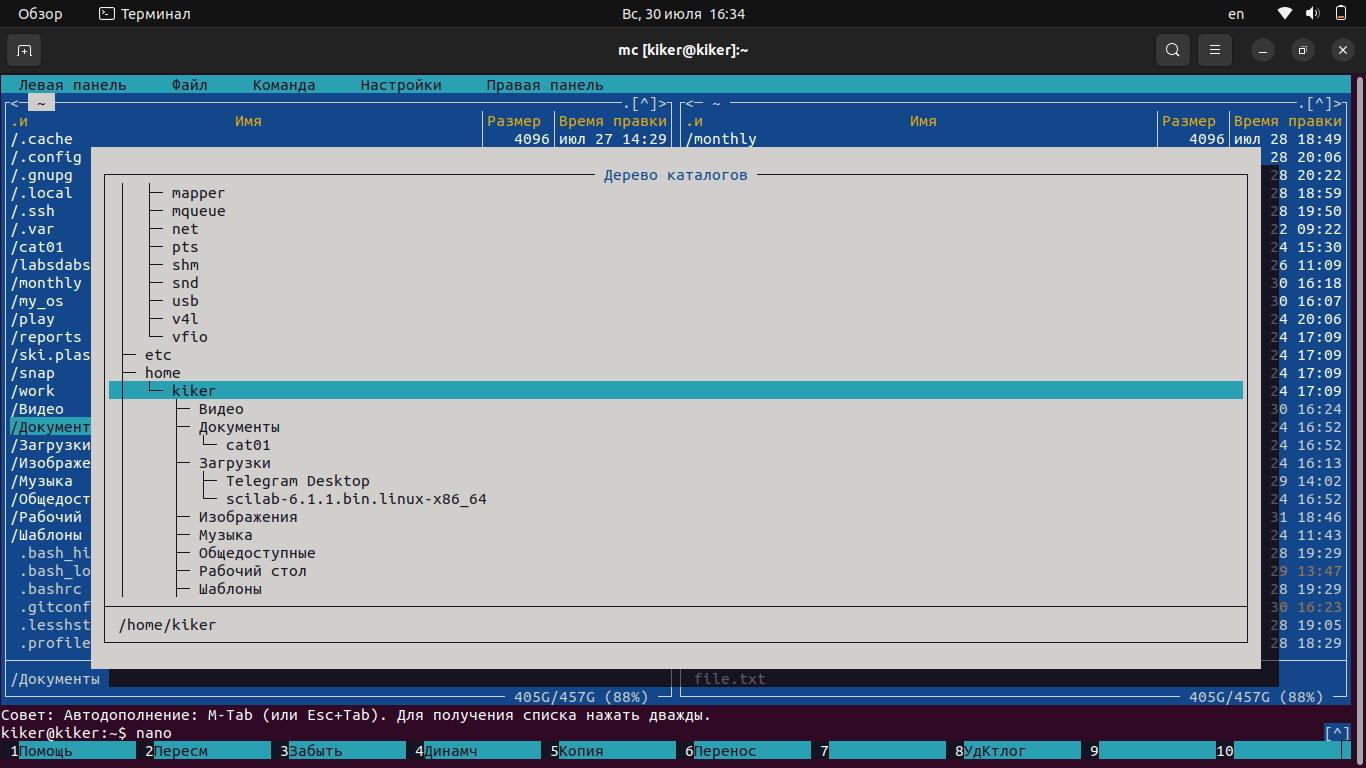 Обзор Терминал Вс, 30 июля 16:34 en
mc [kiker@kiker]:~
Левая панель Файл Команда Настройки Правая панель
<─ ~ .[^]> <─ ~ .[^]>
.и Имя Размер Время правки .и Имя Размер Время правки
/.cache 4096 июл 27 14:29 /monthly 4096 июл 28 18:49
/.config 28 20:06
/.gnupg Дерево каталогов 28 20:22
/.local mapper 28 18:59
/.ssh mqueue 28 19:50
/.var net 22 09:22
/cat01 pts 24 15:30
/labsdabs shm 26 11:09
/monthly snd 30 16:18
/my_os usb 30 16:07
/play v4l 24 20:06
/reports vfio 24 17:09
/ski.plas etc 24 17:09
/snap home 24 17:09
/work kiker 24 17:09
/Видео Видео 30 16:24
/Документ Документы 24 16:52
/Загрузки cat01 24 16:52
/Изображе Загрузки 24 16:13
/Музыка Telegram Desktop 29 14:02
/Общедост scilab-6.1.1.bin.linux-x86_64 24 16:52
/Рабочий Изображения 31 18:46
/Шаблоны Музыка 24 11:43
.bash_hi Общедоступные 28 19:29
.bash_lo Рабочий стол 29 13:47
.bashrc Шаблоны 28 19:29
.gitconf 30 16:23
.lesshst /home/kiker 28 19:05
.profile 28 18:29
/Документы file.txt
405G/457G (88%) 405G/457G (88%)
Совет: Автодополнение: M-Tab (или Esc+Tab). Для получения списка нажать дважды.
kiker@kiker:~$ nano [^]
1Помощь 2Пересм 3Забыть 4Динамч 5Копия 6Перенос 7 8УдКтлог 9 10